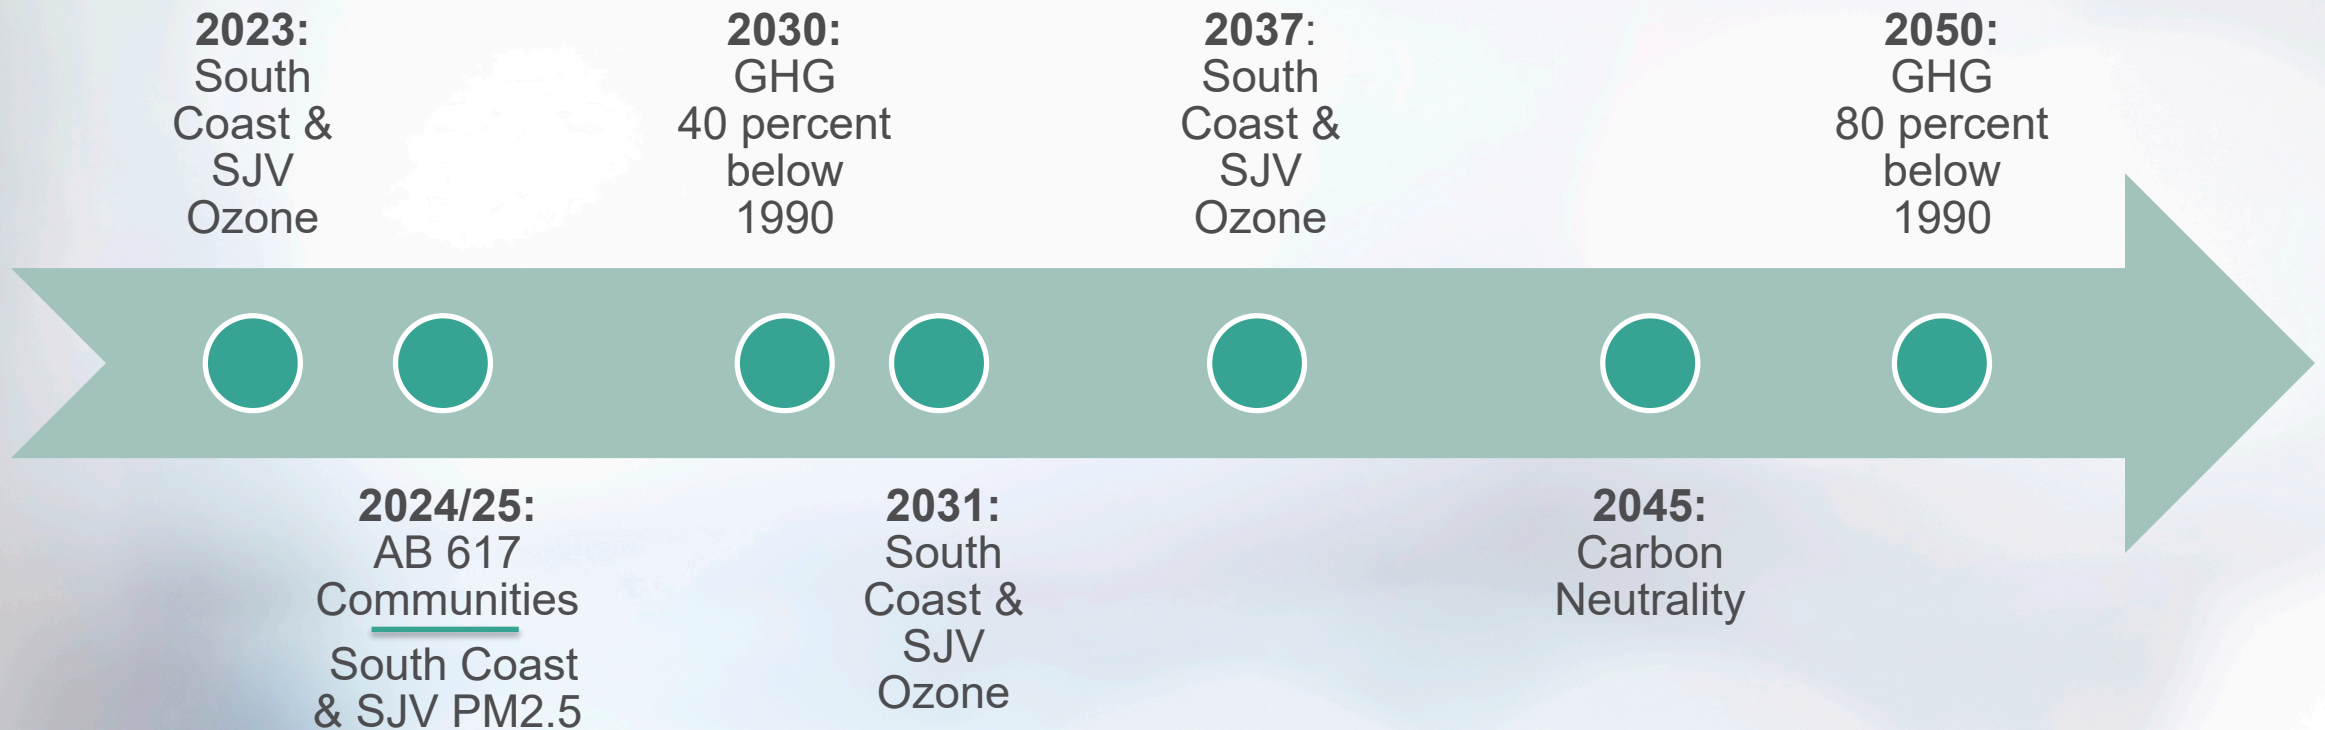 2023:
South
Coast &
SJV
Ozone
2024/25:
AB 617
Communities
South Coast
& SJV PM2.5
2030:
GHG
40 percent
below
1990
2031:
South
Coast &
SJV
Ozone
2037:
South
Coast &
SJV
Ozone
2045:
Carbon
Neutrality
2050:
GHG
80 percent
below
1990